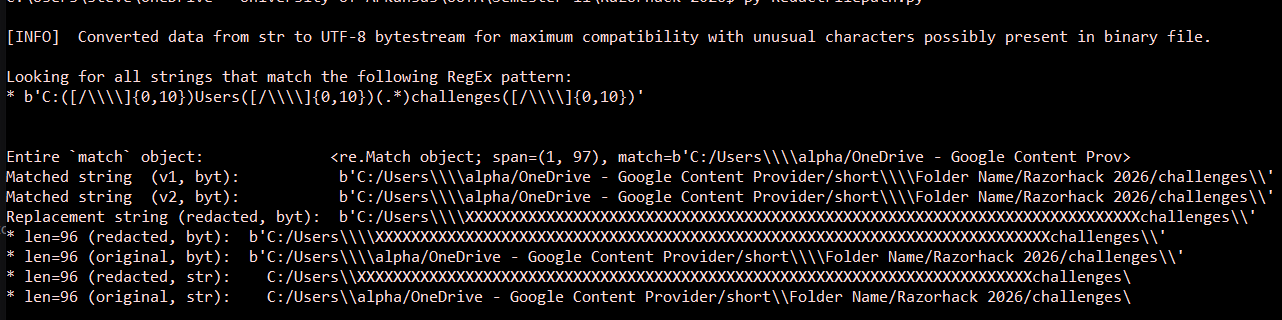 [INFO]  Converted data from str to UTF-8 bytestream for maximum compatibility with unusual characters possibly present in binary file.
Looking for all strings that match the following RegEx pattern:
* b'C:([/\\\\]{0,10})Users([/\\\\]{0,10})(.*)challenges([/\\\\]{0,10})'
Entire `match` object:             <re.Match object; span=(1, 97), match=b'C:/Users\\\\alpha/OneDrive - Google Content Prov>
Matched string  (v1, byt):          b'C:/Users\\\\alpha/OneDrive - Google Content Provider/short\\\\Folder Name/Razorhack 2026/challenges\\'
Matched string  (v2, byt):          b'C:/Users\\\\alpha/OneDrive - Google Content Provider/short\\\\Folder Name/Razorhack 2026/challenges\\'
Replacement string (redacted, byt):  b'C:/Users\\\\XXXXXXXXXXXXXXXXXXXXXXXXXXXXXXXXXXXXXXXXXXXXXXXXXXXXXXXXXXXXXXXXXXXXXXXXXXXchallenges\\'
* len=96 (redacted, byt):  b'C:/Users\\\\XXXXXXXXXXXXXXXXXXXXXXXXXXXXXXXXXXXXXXXXXXXXXXXXXXXXXXXXXXXXXXXXXXXXXXXXXXXchallenges\\'
* len=96 (original, byt):  b'C:/Users\\\\alpha/OneDrive - Google Content Provider/short\\\\Folder Name/Razorhack 2026/challenges\\'
* len=96 (redacted, str):    C:/Users\\XXXXXXXXXXXXXXXXXXXXXXXXXXXXXXXXXXXXXXXXXXXXXXXXXXXXXXXXXXXXXXXXXXXXXXXXXXXchallenges\
* len=96 (original, str):    C:/Users\\alpha/OneDrive - Google Content Provider/short\\Folder Name/Razorhack 2026/challenges\